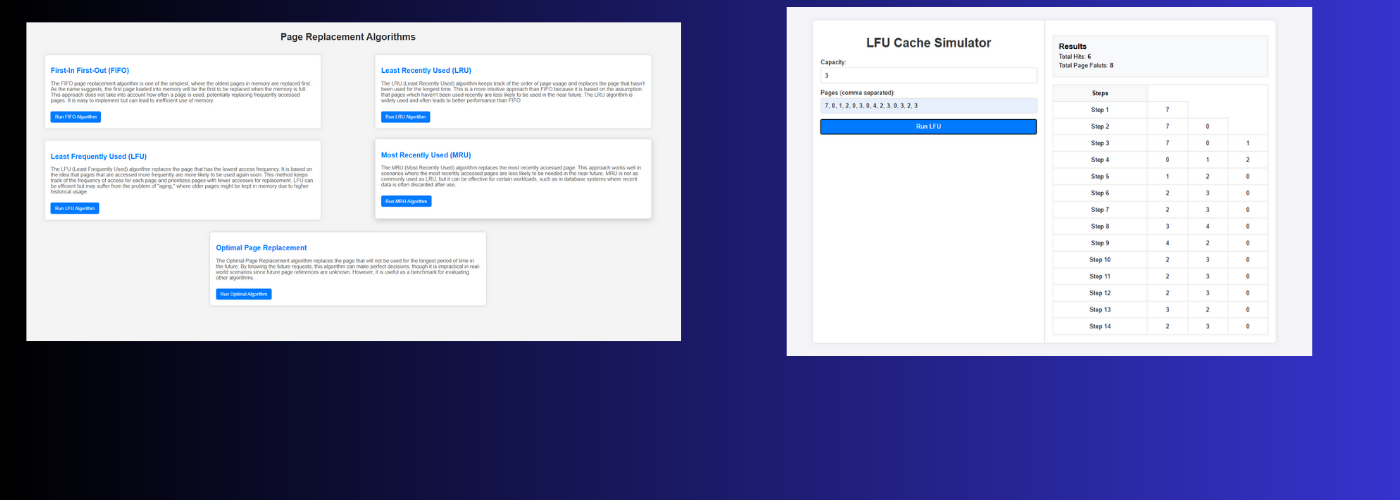 Page Replacement Algorithms
First-In First-Out (FIFO)
The FIFO page replacement algorithm is one of the simplest, where the oldest pages in memory are replaced first.
As the name suggests, the first page loaded into memory will be the first to be replaced when the memory is full.
This approach does not take into account how often a page is used, potentially replacing frequently accessed
pages. It is easy to implement but can lead to inefficient use of memory.
Run FIFO Algorithm
Least Recently Used (LRU)
The LRU (Least Recently Used) algorithm keeps track of the order of page usage and replaces the page that hasn't
been used for the longest time. This is a more intuitive approach than FIFO because it is based on the assumption
that pages which haven't been used recently are less likely to be used in the near future. The LRU algorithm is
widely used and often leads to better performance than FIFO.
Run LRU Algorithm
Least Frequently Used (LFU)
The LFU (Least Frequently Used) algorithm replaces the page that has the lowest access frequency. It is based on
the idea that pages that are accessed more frequently are more likely to be used again soon. This method keeps
track of the frequency of access for each page and prioritizes pages with fewer accesses for replacement. LFU can
be efficient but may suffer from the problem of "aging," where older pages might be kept in memory due to higher
historical usage.
Run LFU Algorithm
Most Recently Used (MRU)
The MRU (Most Recently Used) algorithm replaces the most recently accessed page. This approach works well in
scenarios where the most recently accessed pages are less likely to be needed in the near future. MRU is not as
commonly used as LRU, but it can be effective for certain workloads, such as in database systems where recent
data is often discarded after use.
Run MRU Algorithm
Optimal Page Replacement
The Optimal Page Replacement algorithm replaces the page that will not be used for the longest period of time in
the future. By knowing the future requests, this algorithm can make perfect decisions, though it is impractical in real-
world scenarios since future page references are unknown. However, it is useful as a benchmark for evaluating
other algorithms.
Run Optimal Algorithm
LFU Cache Simulator
Capacity:
3
Pages (comma separated):
7, 0, 1, 2, 0, 3, 0, 4, 2, 3, 0, 3, 2, 3
Run LFU
Results
Total Hits: 6
Total Page Faluts: 8
Steps
Step 1 7
Step 2 7 0
Step 3 7 0 1
Step 4 0 1 2
Step 5 1 2 0
Step 6 2 3 0
Step 7 2 3 0
Step 8 3 4 0
Step 9 4 2 0
Step 10 2 3 0
Step 11 2 3 0
Step 12 2 3 0
Step 13 3 2 0
Step 14 2 3 0